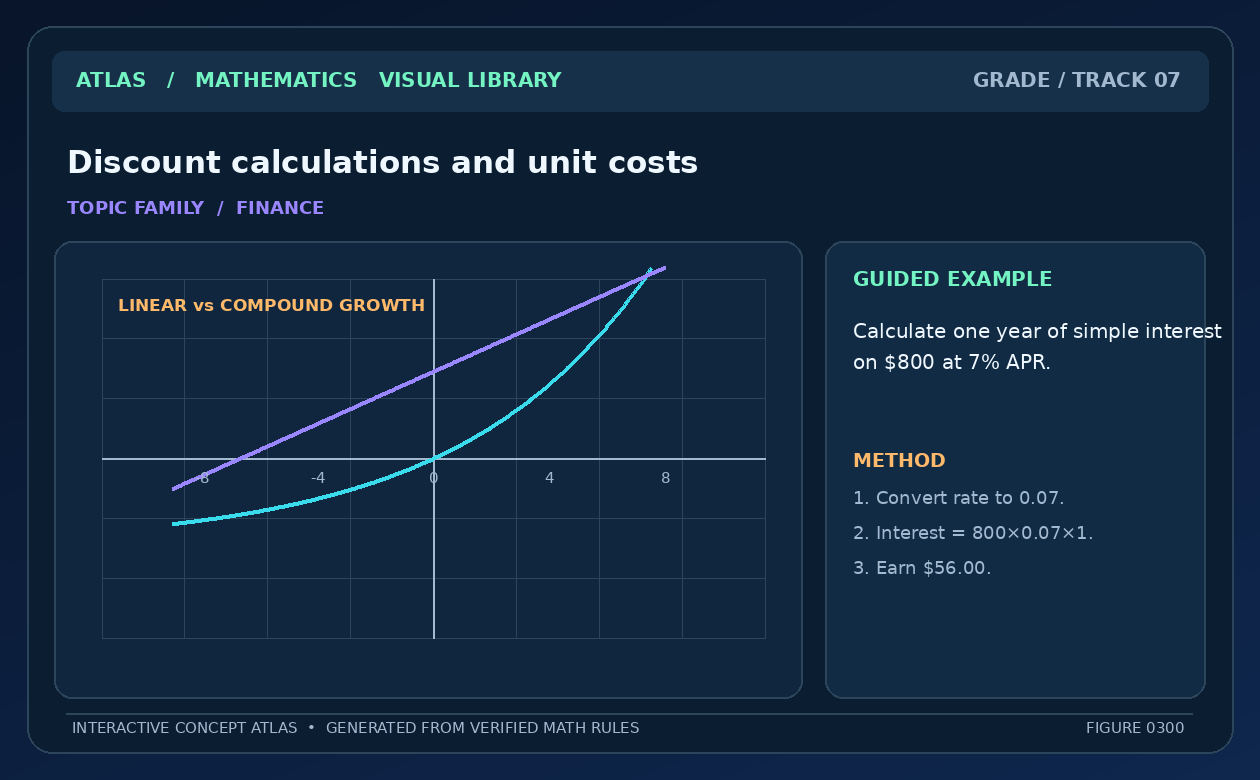 ATLAS / MATHEMATICS VISUAL LIBRARY
GRADE / TRACK 07
Discount calculations and unit costs
TOPIC FAMILY / FINANCE
LINEAR vs COMPOUND GROWTH
-8 -4 0 4 8
GUIDED EXAMPLE
Calculate one year of simple interest
on $800 at 7% APR.
METHOD
1. Convert rate to 0.07.
2. Interest = 800×0.07×1.
3. Earn $56.00.
INTERACTIVE CONCEPT ATLAS • GENERATED FROM VERIFIED MATH RULES
FIGURE 0300